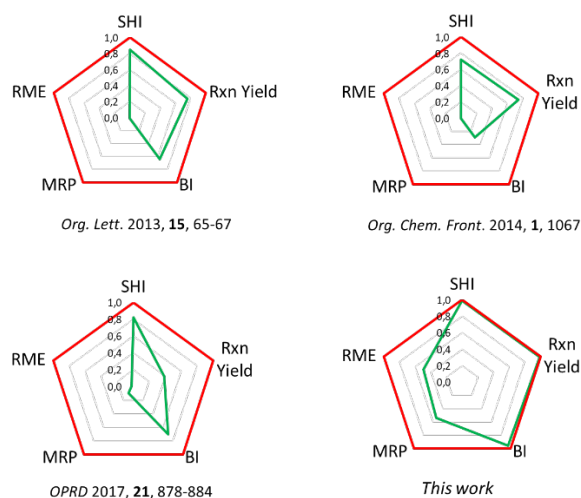 SHI
1,0
0,8
0,6
0,4
0,2
0,0
RME
Rxn Yield
MRP
BI
Org. Lett. 2013, 15, 65-67
SHI
1,0
0,8
0,6
0,4
0,2
0,0
RME
Rxn
Yield
MRP
BI
Org. Chem. Front. 2014, 1, 1067
SHI
1,0
0,8
0,6
0,4
0,2
0,0
RME
Rxn
Yield
MRP
BI
OPRD 2017, 21, 878-884
SHI
1,0
0,8
0,6
0,4
0,2
0,0
RME
Rxn
Yield
MRP
BI
This work